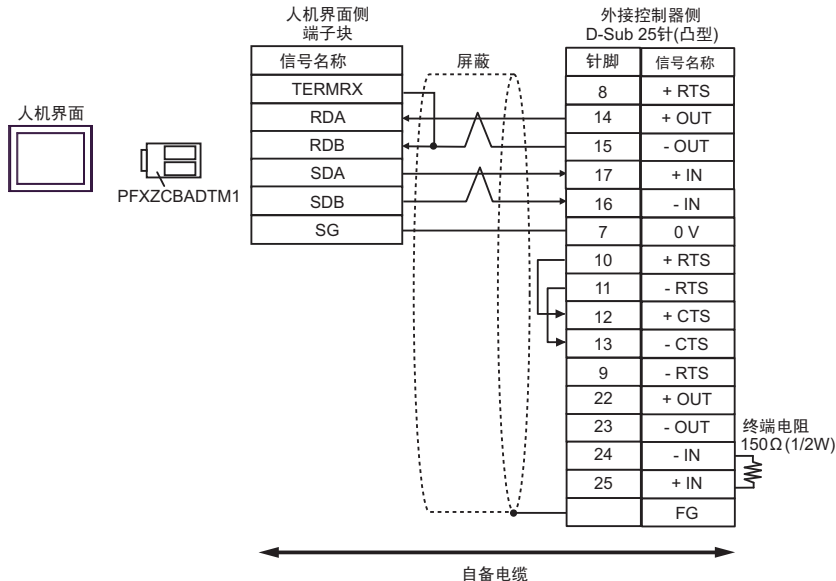 人机界面
PFXZCBADTM1
人机界面侧
端子块
信号名称
TERMRX
RDA
RDB
SDA
SDB
SG
屏蔽
外接控制器侧
D-Sub 25针(凸型)
针脚 信号名称
8 + RTS
14 + OUT
15 - OUT
17 + IN
16 - IN
7 0 V
10 + RTS
11 - RTS
12 + CTS
13 - CTS
9 - RTS
22 + OUT
23 - OUT
24 - IN
25 + IN
FG
终端电阻
150Ω(1/2W)
自备电缆